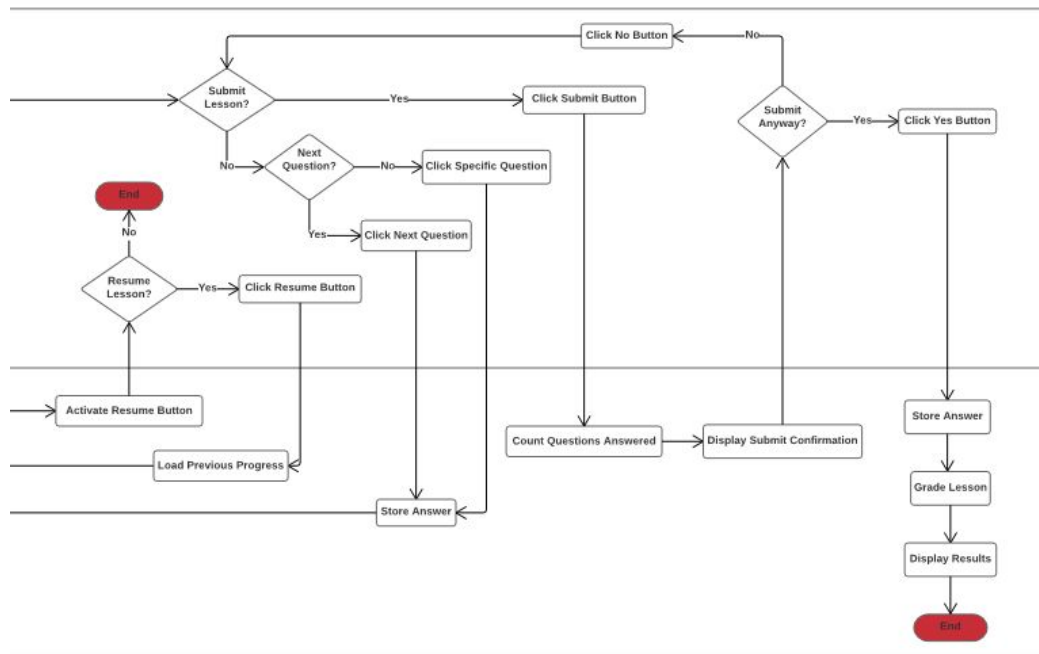 Click No Button
No
Submit
Lesson?
Yes
Click Submit Button
Submit
Anyway?
Yes
Click Yes Button
No
Next
Question?
No
Click Specific Question
End
No
Yes
Click Next Question
Resume
Lesson?
Yes
Click Resume Button
Activate Resume Button
Store Answer
Count Questions Answered
Display Submit Confirmation
Load Previous Progress
Grade Lesson
Store Answer
Display Results
End